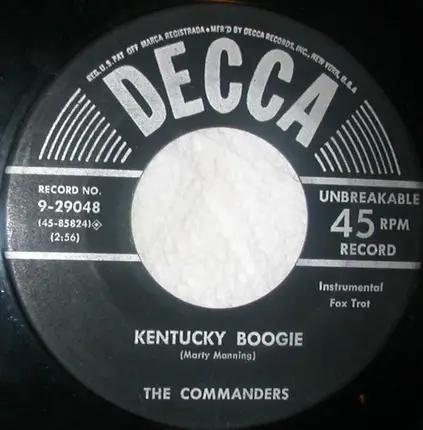 REG. U.S. PAT OFF MARCA REGISTRADA • MF'D BY DECCA RECORDS, INC., NEW YORK, U.S.A
DECCA
RECORD NO.
9-29048
(45-85824)
(2:56)
UNBREAKABLE
45 RPM
RECORD
Instrumental
Fox Trot
KENTUCKY BOOGIE
(Marty Manning)
THE COMMANDERS